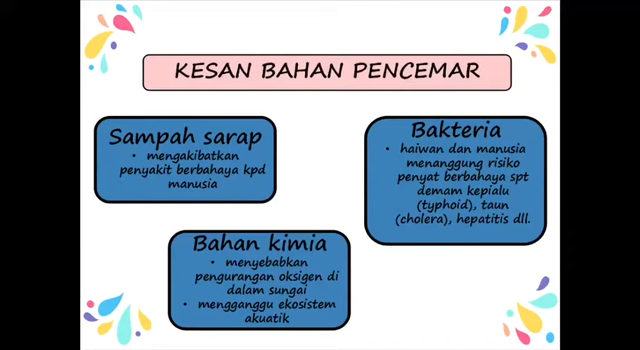 KESAN BAHAN PENCEMAR
Sampah sarap
• mengakibatkan
penyakit berbahaya kpd
manusia
Bakteria
• haiwan dan manusia
menanggung risiko
penyat berbahaya spt
demam kepialu
(typhoid), taun
(cholera), hepatitis dll.
Bahan kimia
• menyebabkan
pengurangan oksigen di
dalam sungai
• mengganggu ekosistem
akuatik